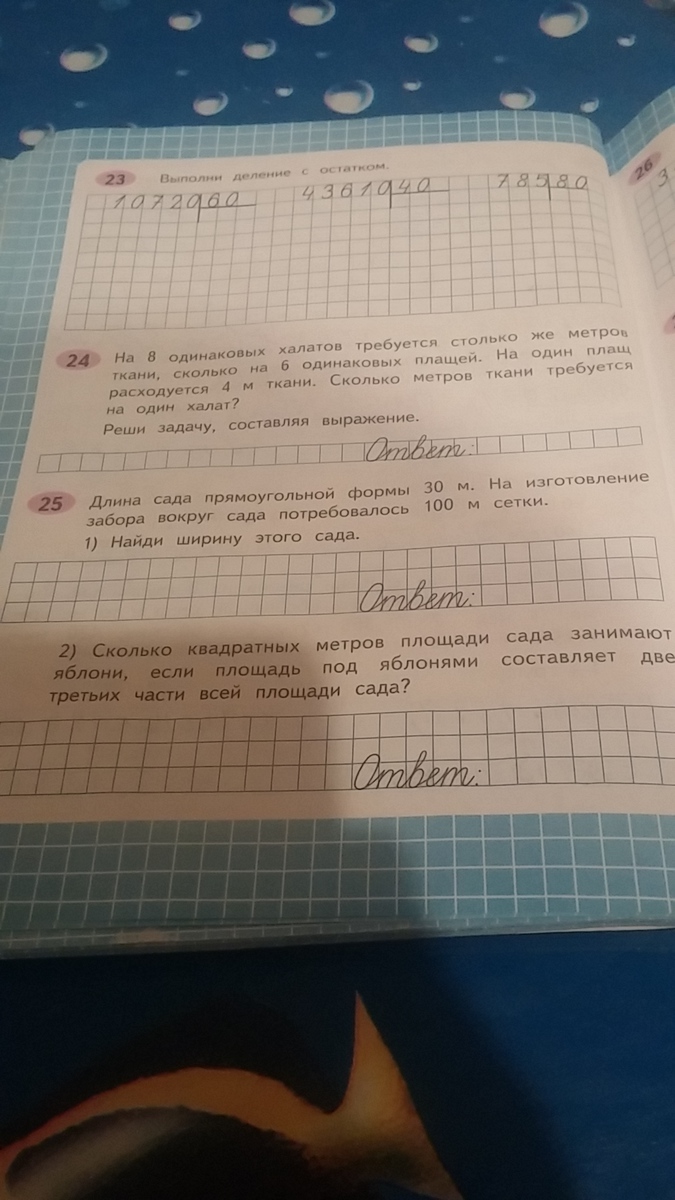 23 Выполни деление с остатком.
10729 60 43619 40 785 80
26
3
24 На 8 одинаковых халатов требуется столько же метров
ткани, сколько на 6 одинаковых плащей. На один плащ
расходуется 4 м ткани. Сколько метров ткани требуется
на один халат?
Реши задачу, составляя выражение.
Ответ:
25 Длина сада прямоугольной формы 30 м. На изготовление
забора вокруг сада потребовалось 100 м сетки.
1) Найди ширину этого сада.
Ответ:
2) Сколько квадратных метров площади сада занимают
яблони, если площадь под яблонями составляет две
третьих части всей площади сада?
Ответ: